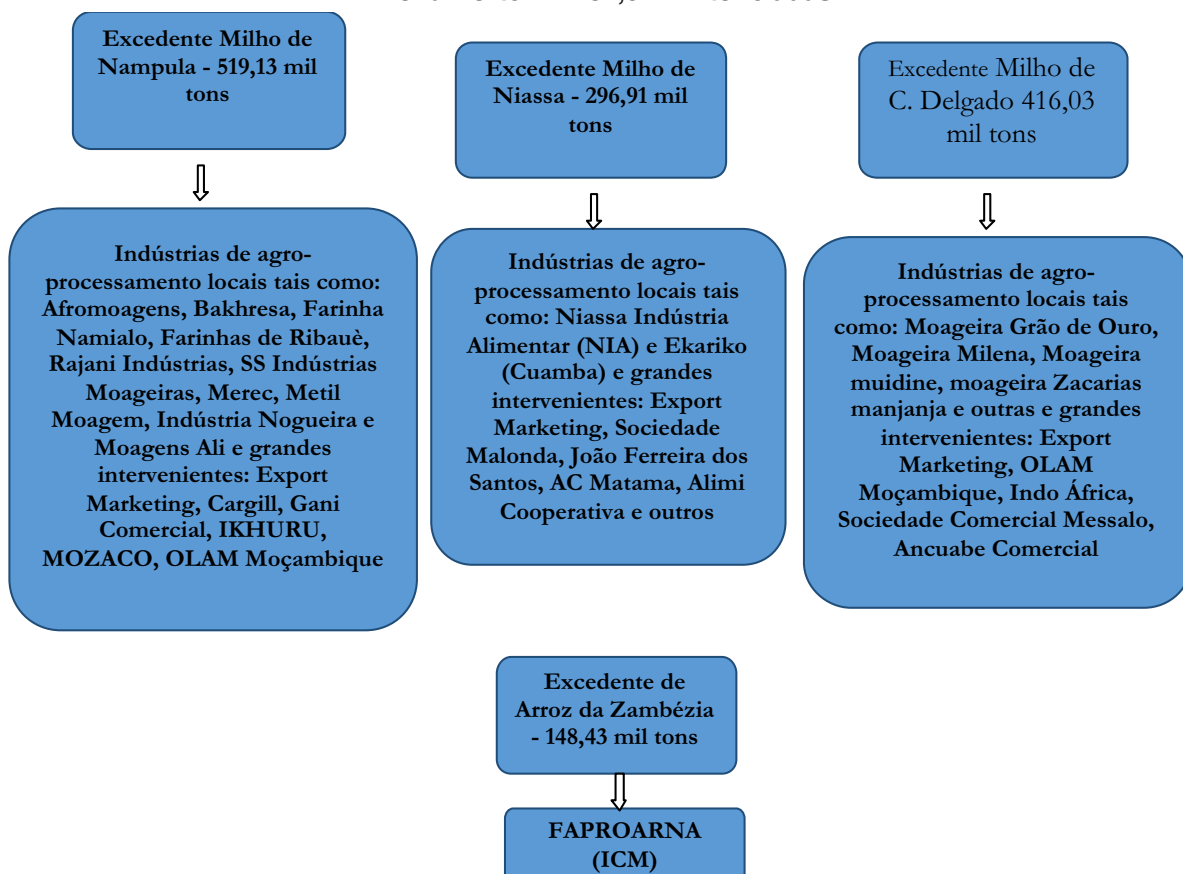 Excedente Milho de
Nampula - 519,13 mil
tons
Excedente Milho de
Niassa - 296,91 mil
tons
Excedente Milho de
C. Delgado 416,03
mil tons
Indústrias de agro-
processamento locais tais como:
Afromoagens, Bakhresa, Farinha
Namialo, Farinhas de Ribauè,
Rajani Indústrias, SS Indústrias
Moageiras, Merec, Metil
Moagem, Indústria Nogueira e
Moagens Ali e grandes
intervenientes: Export
Marketing, Cargill, Gani
Comercial, IKHURU,
MOZACO, OLAM Moçambique
Indústrias de agro-
processamento locais tais
como: Niassa Indústria
Alimentar (NIA) e Ekariko
(Cuamba) e grandes
intervenientes: Export
Marketing, Sociedade
Malonda, João Ferreira dos
Santos, AC Matama, Alimi
Cooperativa e outros
Indústrias de agro-
processamento locais tais
como: Moageira Grão de Ouro,
Moageira Milena, Moageira
muidine, moageira Zacarias
manjanja e outras e grandes
intervenientes: Export
Marketing, OLAM
Moçambique, Indo África,
Sociedade Comercial Messalo,
Ancuabe Comercial
Excedente de
Arroz da Zambézia
- 148,43 mil tons
FAPROARNA
(ICM)